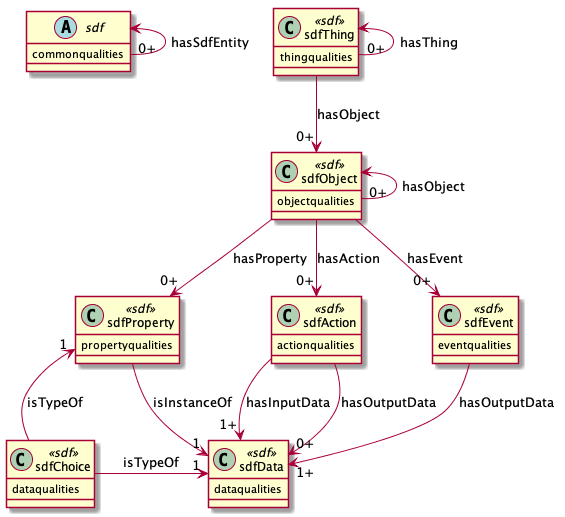 A sdf
commonqualities
hasSdfEntity
0+
C «sdf»
sdfThing
thingqualities
hasThing
0+
hasObject
0+
C «sdf»
sdfObject
objectqualities
hasObject
0+
hasProperty
hasAction
hasEvent
0+
0+
0+
C «sdf»
sdfProperty
propertyqualities
C «sdf»
sdfAction
actionqualities
C «sdf»
sdfEvent
eventqualities
1
isTypeOf
isInstanceOf
hasInputData
hasOutputData
hasOutputData
1
1+
0+
1+
C «sdf»
sdfChoice
dataqualities
isTypeOf
1
C «sdf»
sdfData
dataqualities